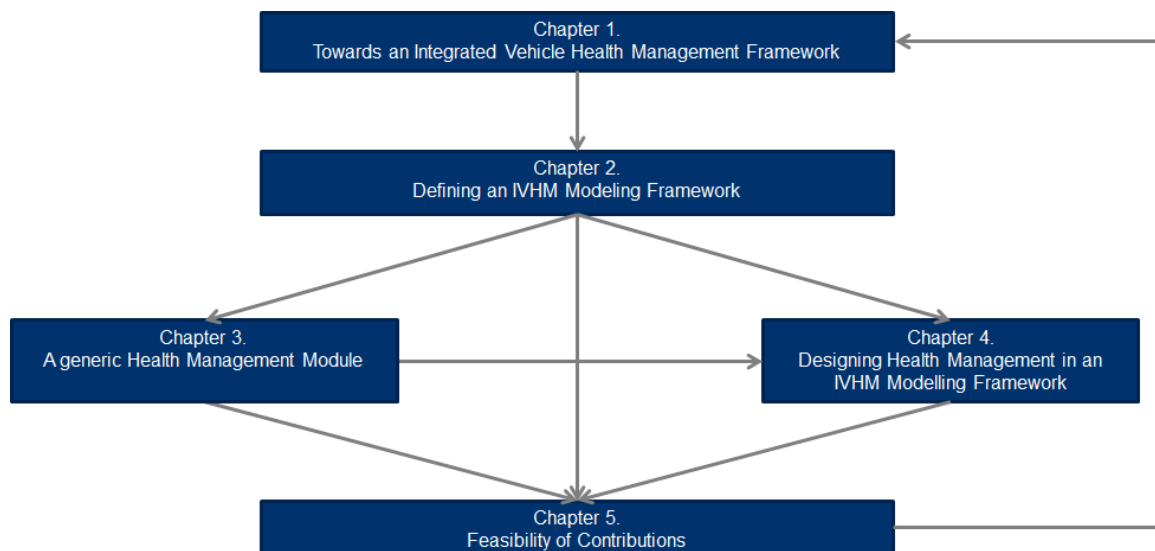 Chapter 1.
Towards an Integrated Vehicle Health Management Framework
Chapter 2.
Defining an IVHM Modeling Framework
Chapter 3.
A generic Health Management Module
Chapter 4.
Designing Health Management in an
IVHM Modelling Framework
Chapter 5.
Feasibility of Contributions